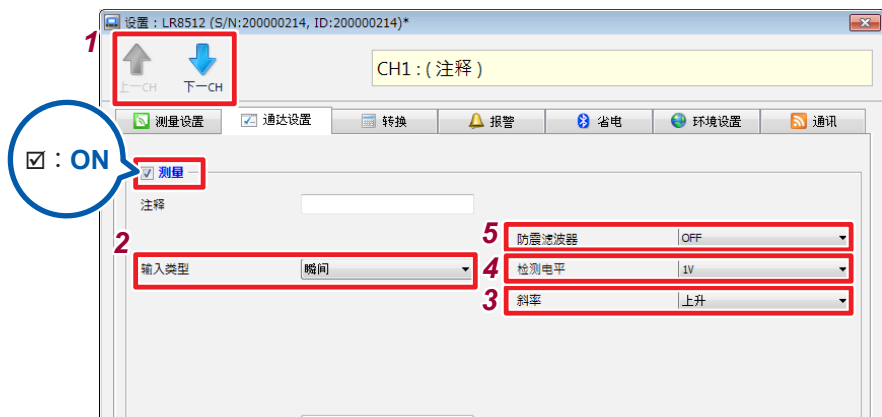 设置：LR8512 (S/N:200000214, ID:200000214)*
1
上一CH 下一CH
CH1 : ( 注释 )
测量设置 通达设置 转换 报警 省电 环境设置 通讯
☑：ON
测量
注释
5 防震滤波器 OFF
2
输入类型 瞬间
4 检测电平 1V
3 斜率 上升